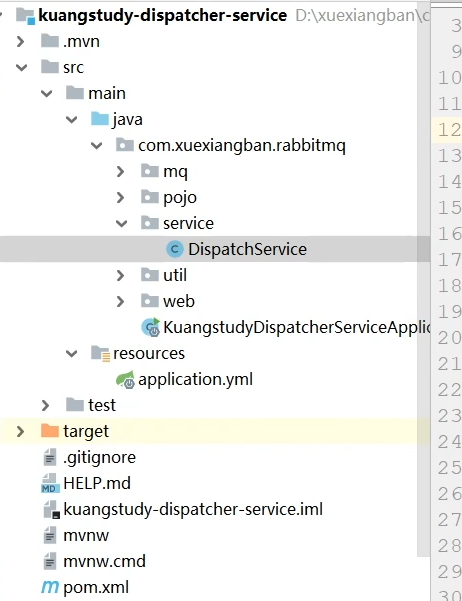 kuangstudy-dispatcher-service D:\xuexiangban\
.mvn
src
main
java
com.xuexiangban.rabbitmq
mq
pojo
service
DispatchService
util
web
KuangstudyDispatcherServiceApplic
resources
application.yml
test
target
.gitignore
HELP.md
kuangstudy-dispatcher-service.iml
mvnw
mvnw.cmd
pom.xml
3
10
11
12
13
14
15
16
17
18
19
20
21
22
23
24
25
26
27
28
29
30